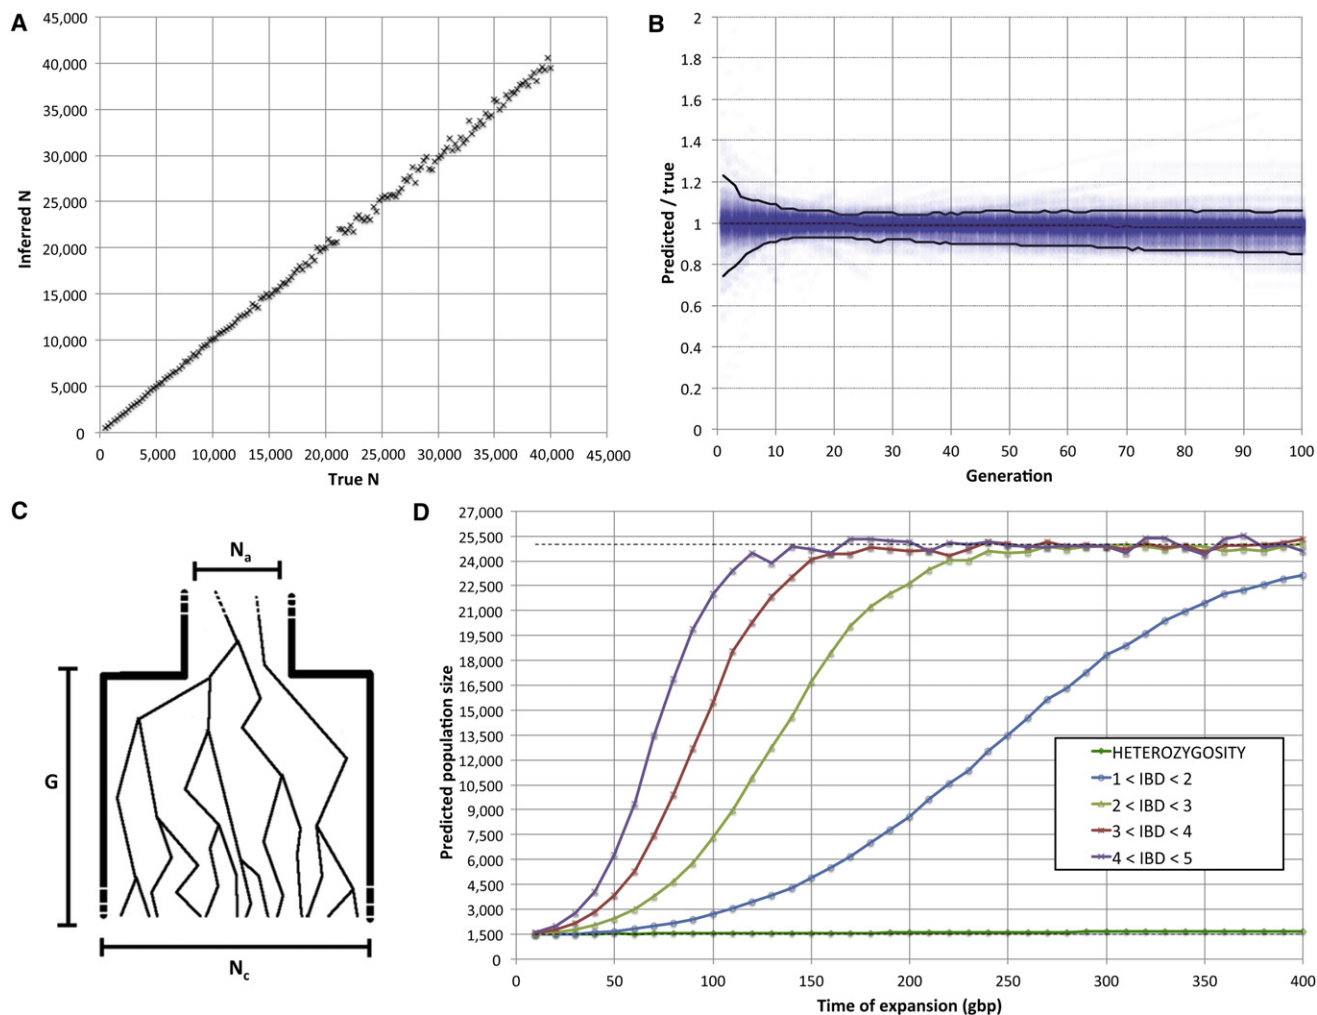 A
45,000
40,000
35,000
30,000
25,000
20,000
15,000
10,000
5,000
0
Inferred N
0 5,000 10,000 15,000 20,000 25,000 30,000 35,000 40,000 45,000
True N
B
2
1.8
1.6
1.4
1.2
1
0.8
0.6
0.4
0.2
0
Predicted / true
0 10 20 30 40 50 60 70 80 90 100
Generation
C
Na
G
Nc
D
27,000
25,500
24,000
22,500
21,000
19,500
18,000
16,500
15,000
13,500
12,000
10,500
9,000
7,500
6,000
4,500
3,000
1,500
0
Predicted population size
HETEROZYGOSITY
1 < IBD < 2
2 < IBD < 3
3 < IBD < 4
4 < IBD < 5
0 50 100 150 200 250 300 350 400
Time of expansion (gbp)